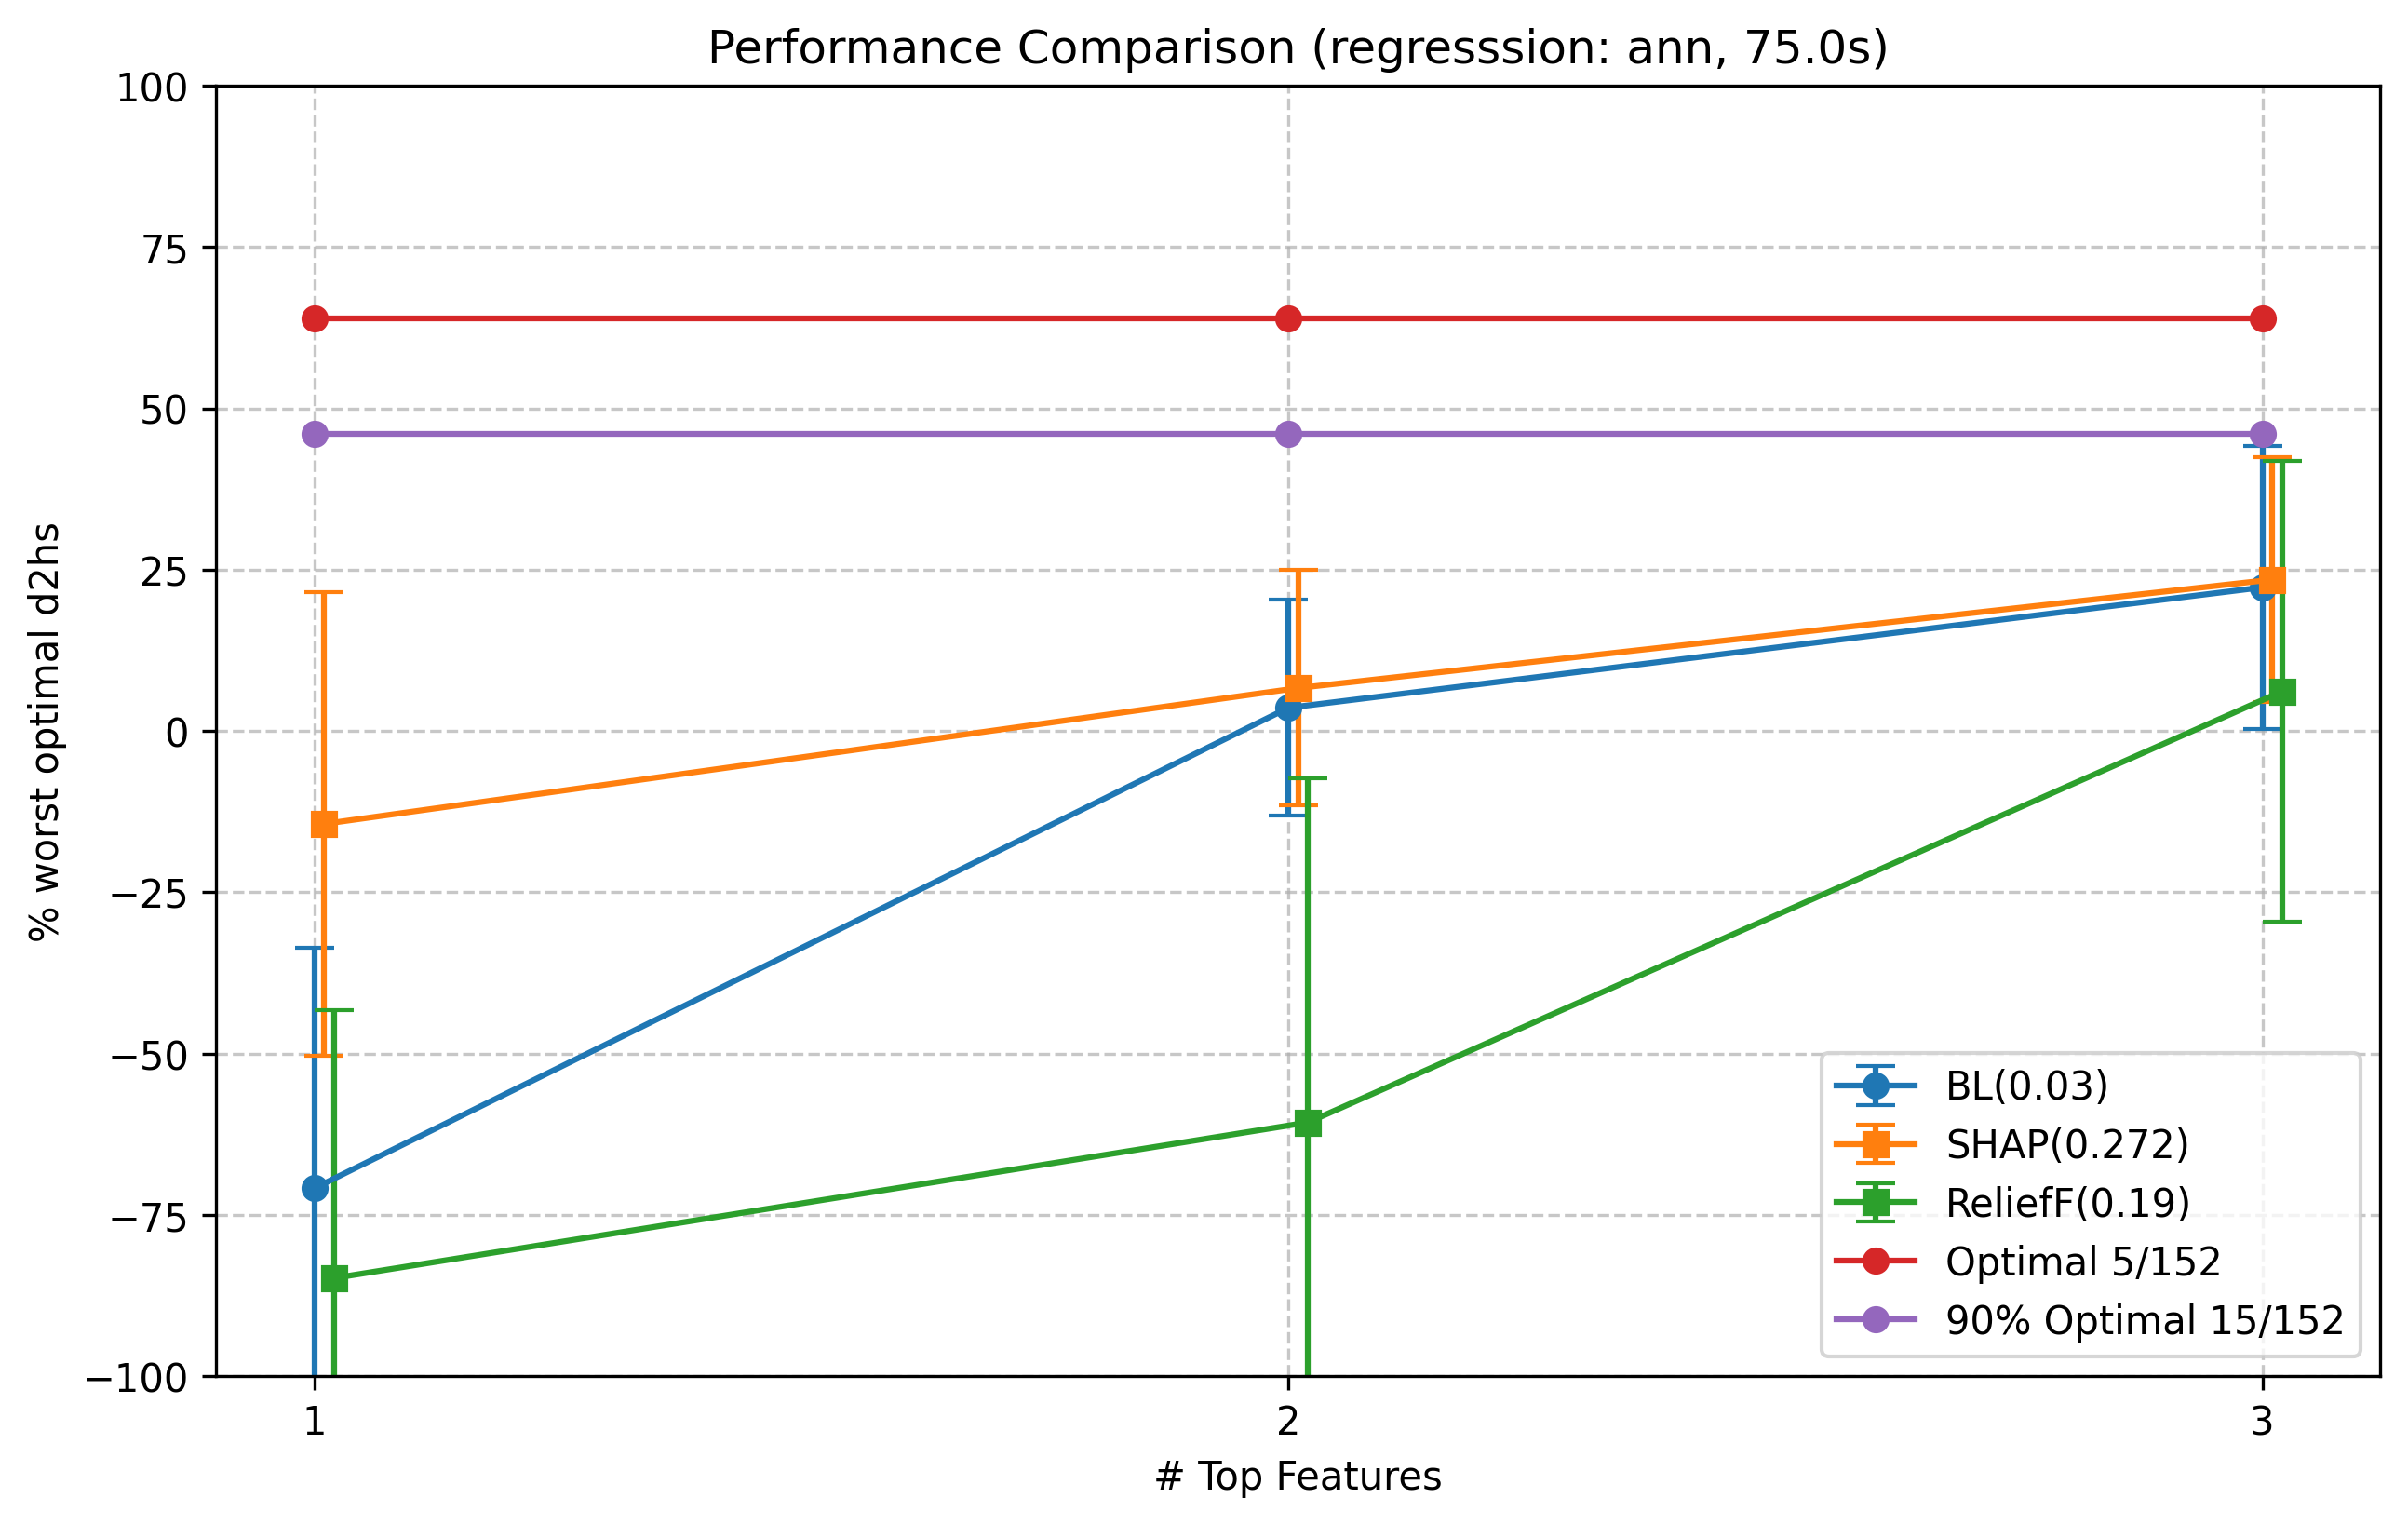 Performance Comparison (regresssion: ann, 75.0s)
% worst optimal d2hs
100
75
50
25
0
−25
−50
−75
−100
1
2
3
# Top Features
BL(0.03)
SHAP(0.272)
ReliefF(0.19)
Optimal 5/152
90% Optimal 15/152